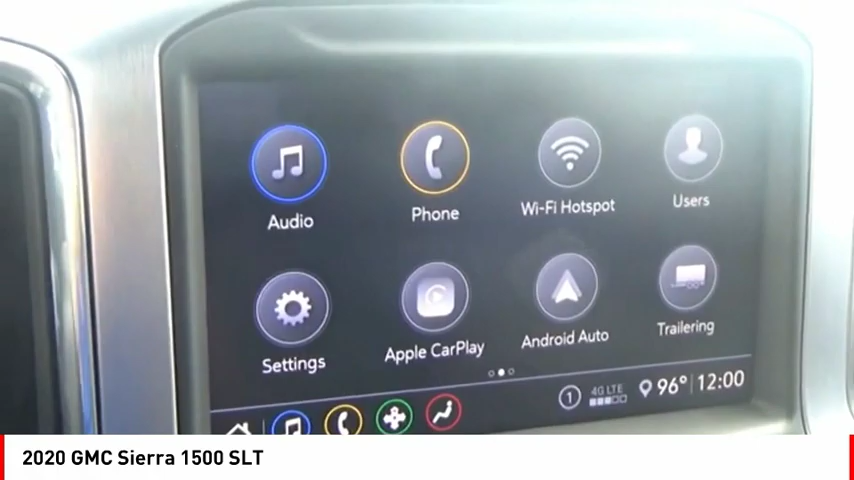 Audio
Phone
Wi-Fi Hotspot
Users
Settings
Apple CarPlay
Android Auto
Trailering
1
4G LTE
96° 12:00
2020 GMC Sierra 1500 SLT